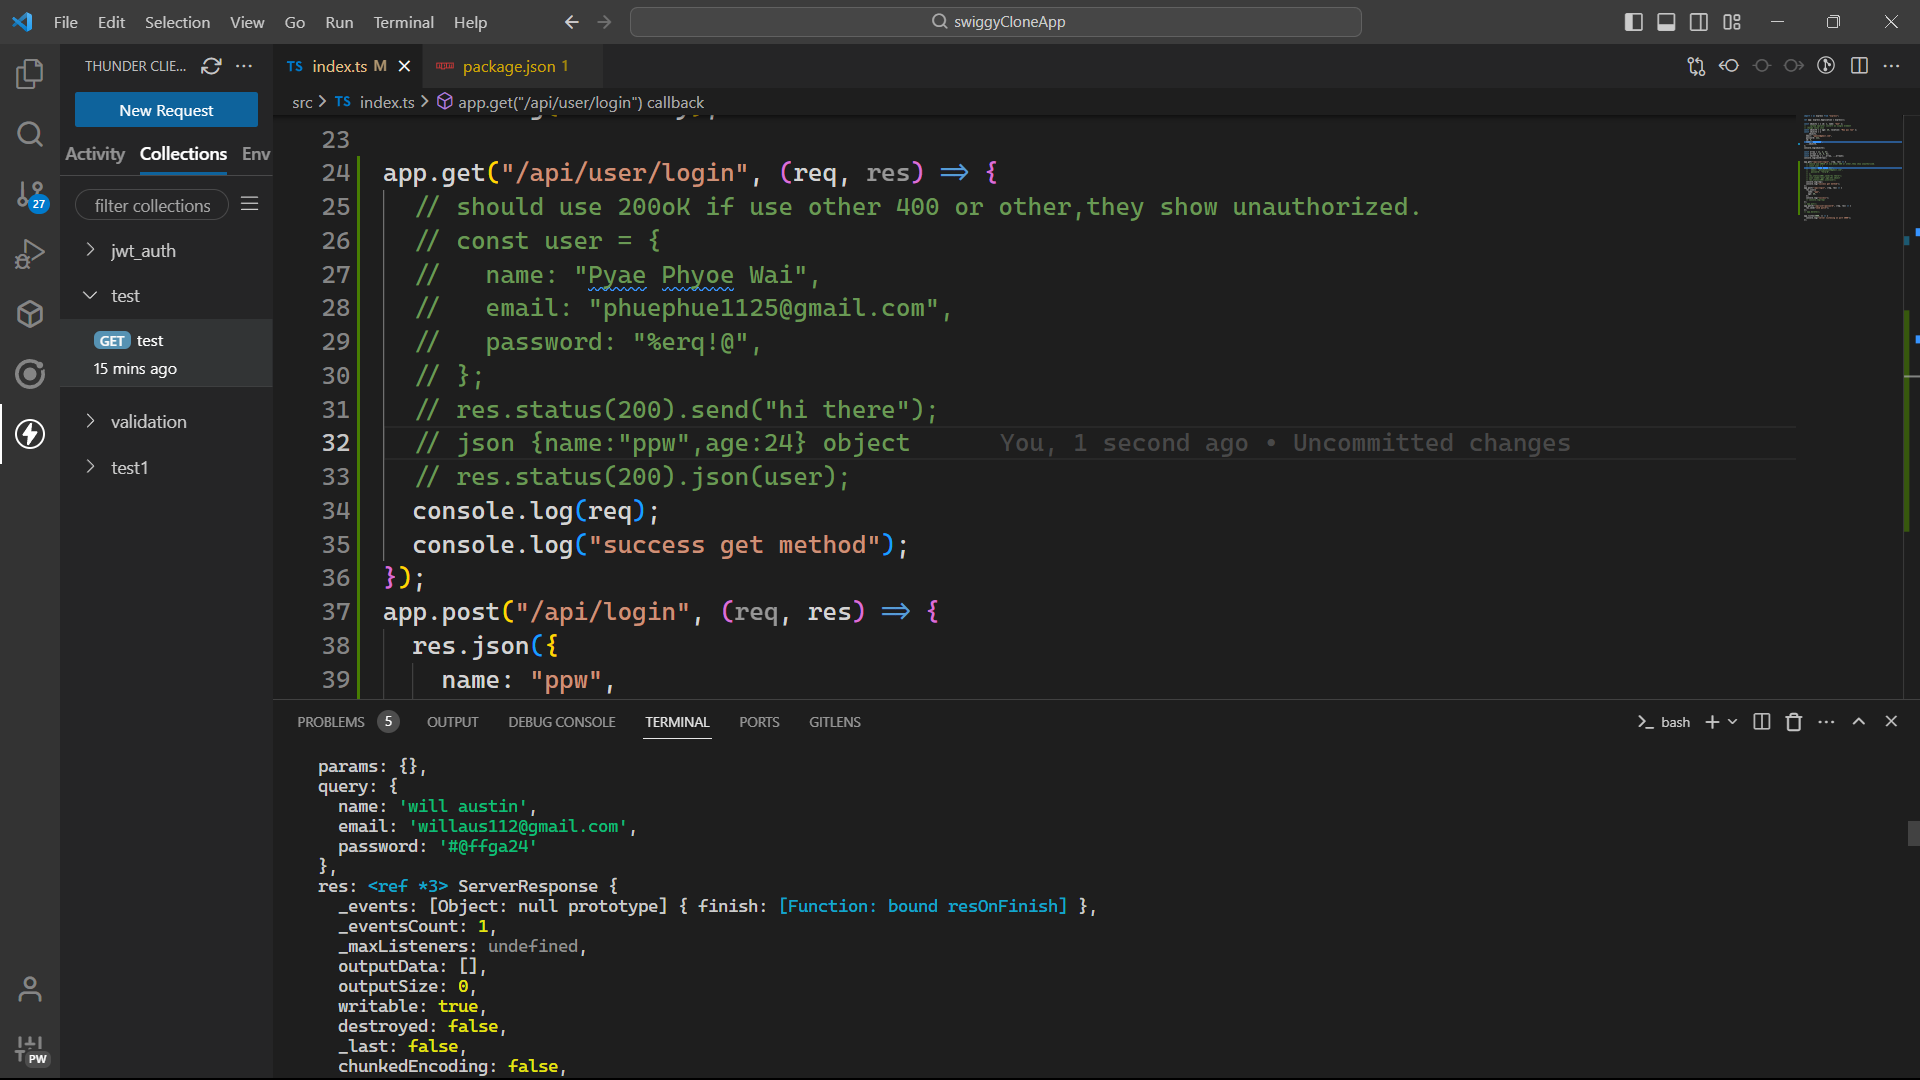 File Edit Selection View Go Run Terminal Help
swiggyCloneApp
THUNDER CLIE...
New Request
Activity Collections Env
filter collections
jwt_auth
test
GET test
15 mins ago
validation
test1
27
PW
TS index.ts M
package.json 1
src > TS index.ts > app.get("/api/user/login") callback
23
24 app.get("/api/user/login", (req, res) => {
25 // should use 200oK if use other 400 or other,they show unauthorized.
26 // const user = {
27 //   name: "Pyae Phyoe Wai",
28 //   email: "phuephue1125@gmail.com",
29 //   password: "%erq!@",
30 // };
31 // res.status(200).send("hi there");
32 // json {name:"ppw",age:24} object You, 1 second ago • Uncommitted changes
33 // res.status(200).json(user);
34 console.log(req);
35 console.log("success get method");
36 });
37 app.post("/api/login", (req, res) => {
38 res.json({
39 name: "ppw",
PROBLEMS 5 OUTPUT DEBUG CONSOLE TERMINAL PORTS GITLENS
bash
params: {},
query: {
name: 'will austin',
email: 'willaus112@gmail.com',
password: '#@ffga24'
},
res: <ref *3> ServerResponse {
_events: [Object: null prototype] { finish: [Function: bound resOnFinish] },
_eventsCount: 1,
_maxListeners: undefined,
outputData: [],
outputSize: 0,
writable: true,
destroyed: false,
_last: false,
chunkedEncoding: false,